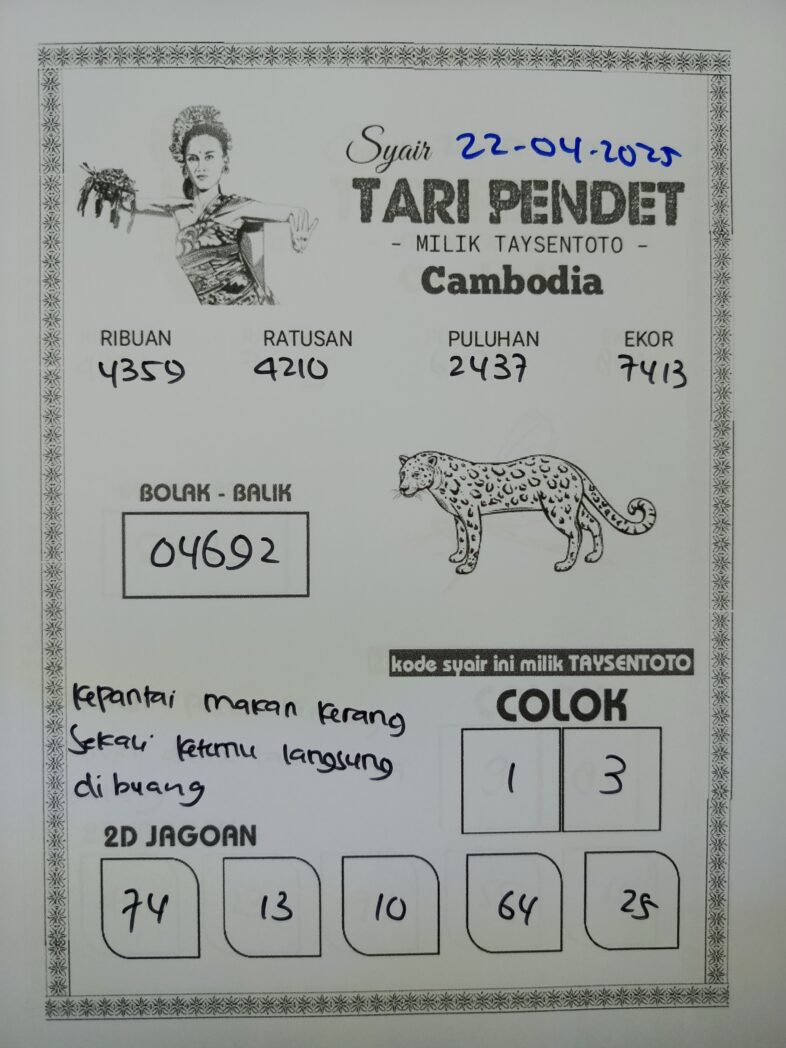 Syair 22-04-2025
TARI PENDET
- MILIK TAYSENTOTO -
Cambodia
RIBUAN RATUSAN PULUHAN EKOR
4359 4210 2437 7413
BOLAK - BALIK
04692
kode syair ini milik TAYSENTOTO
COLOK
1 3
Kepantai makan kerang
Sekali ketemu langsung
di buang
2D JAGOAN
74 13 10 64 25